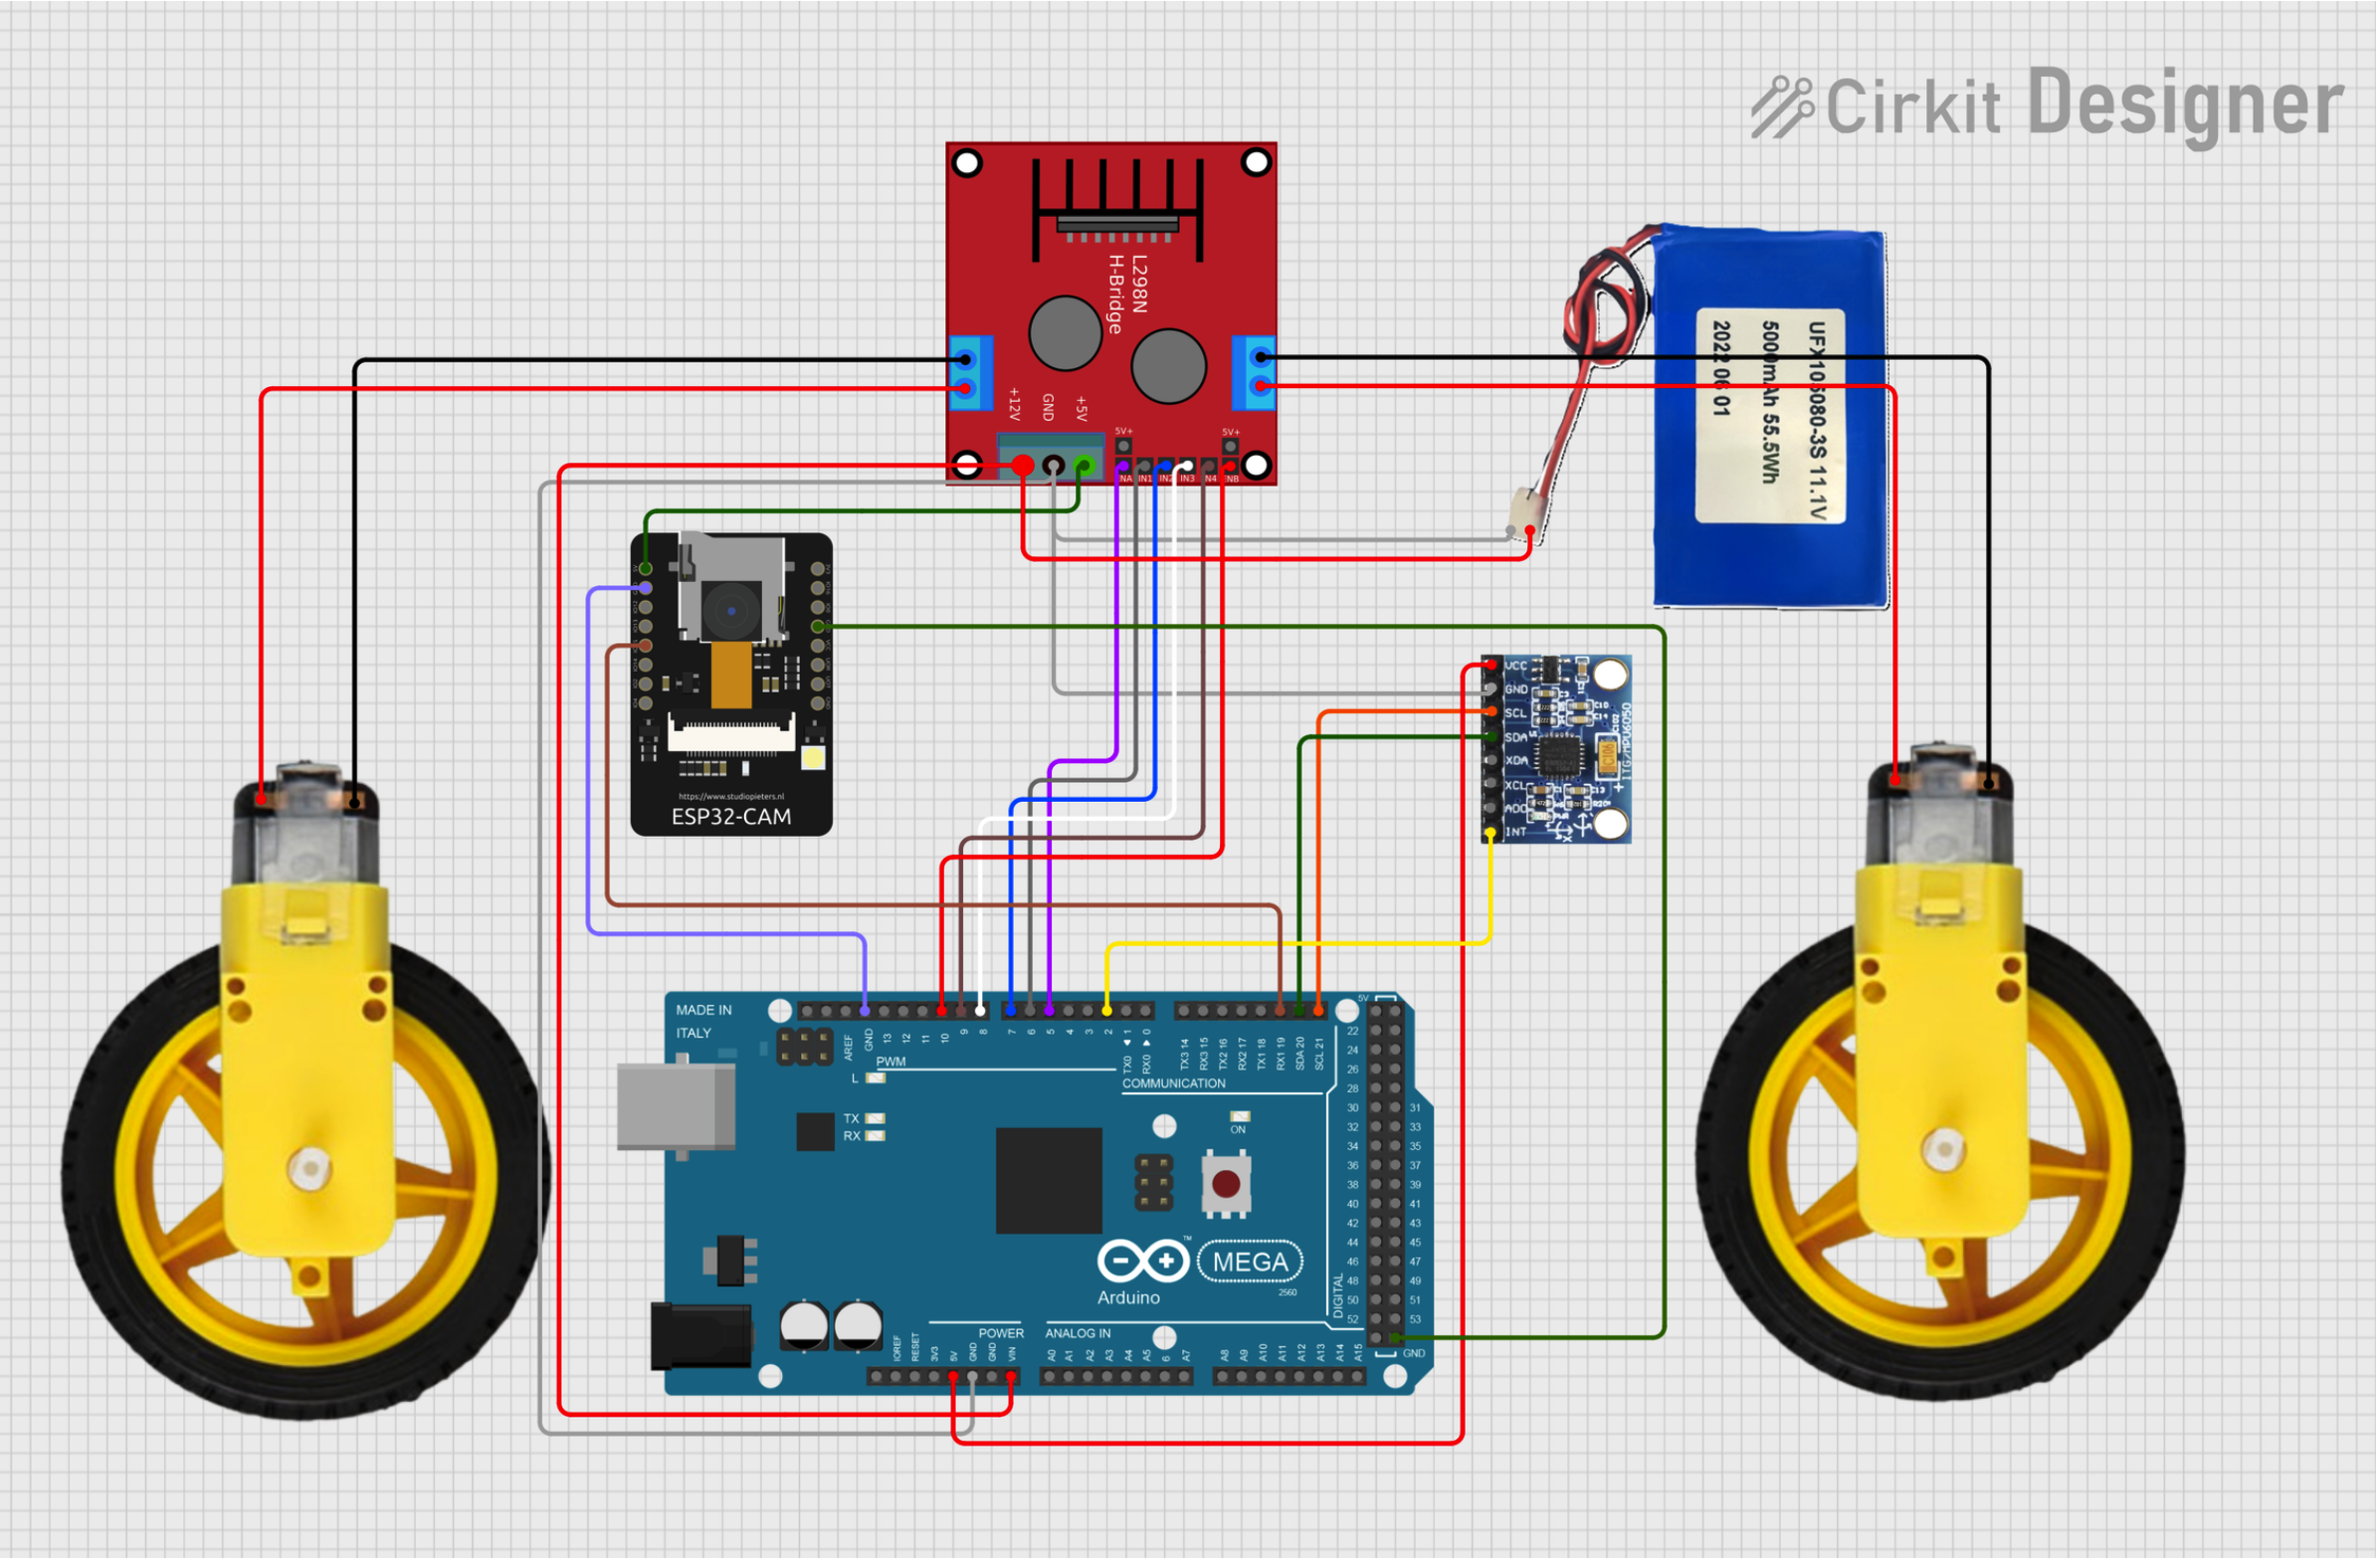 Cirkit Designer
L298N
H-Bridge
+12V
GND
+5V
5V+
5V+
IN1
IN2
IN3
UFX106080-3S 11.1V
5000mAh 55.5Wh
2022 06 01
https://www.studiopieters.nl
ESP32-CAM
VCC
GND
SCL
SDA
XDA
XCL
ADO
INT
ITG/MPU6050
MADE IN
ITALY
AREF
GND
13
12
11
10
9
8
7
6
5
4
3
2
TX0 1
RX0 0
TX3 14
RX3 15
TX2 16
RX2 17
TX1 18
RX1 19
SDA 20
SCL 21
PWM
COMMUNICATION
L
TX
RX
ON
5V
22
24
26
28
30 31
32 33
34 35
36 37
38 39
40 41
42 43
44 45
46 47
48 49
50 51
52 53
GND
DIGITAL
MEGA
2560
Arduino
™
POWER
ANALOG IN
IOREF
RESET
3V3
5V
GND
GND
VIN
A0
A1
A2
A3
A4
A5
6
A7
A8
A9
A10
A11
A12
A13
A14
A15